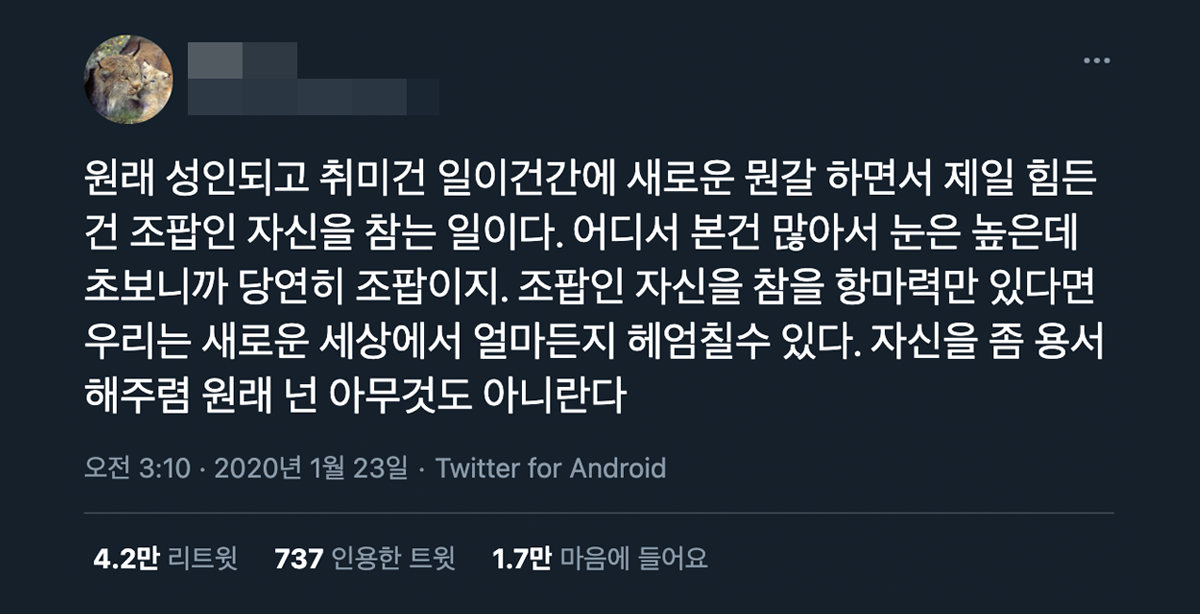 원래 성인되고 취미건 일이건간에 새로운 뭔갈 하면서 제일 힘든
건 조팝인 자신을 참는 일이다. 어디서 본건 많아서 눈은 높은데
초보니까 당연히 조팝이지. 조팝인 자신을 참을 항마력만 있다면
우리는 새로운 세상에서 얼마든지 헤엄칠수 있다. 자신을 좀 용서
해주렴 원래 넌 아무것도 아니란다
오전 3:10 · 2020년 1월 23일 · Twitter for Android
4.2만 리트윗 737 인용한 트윗 1.7만 마음에 들어요